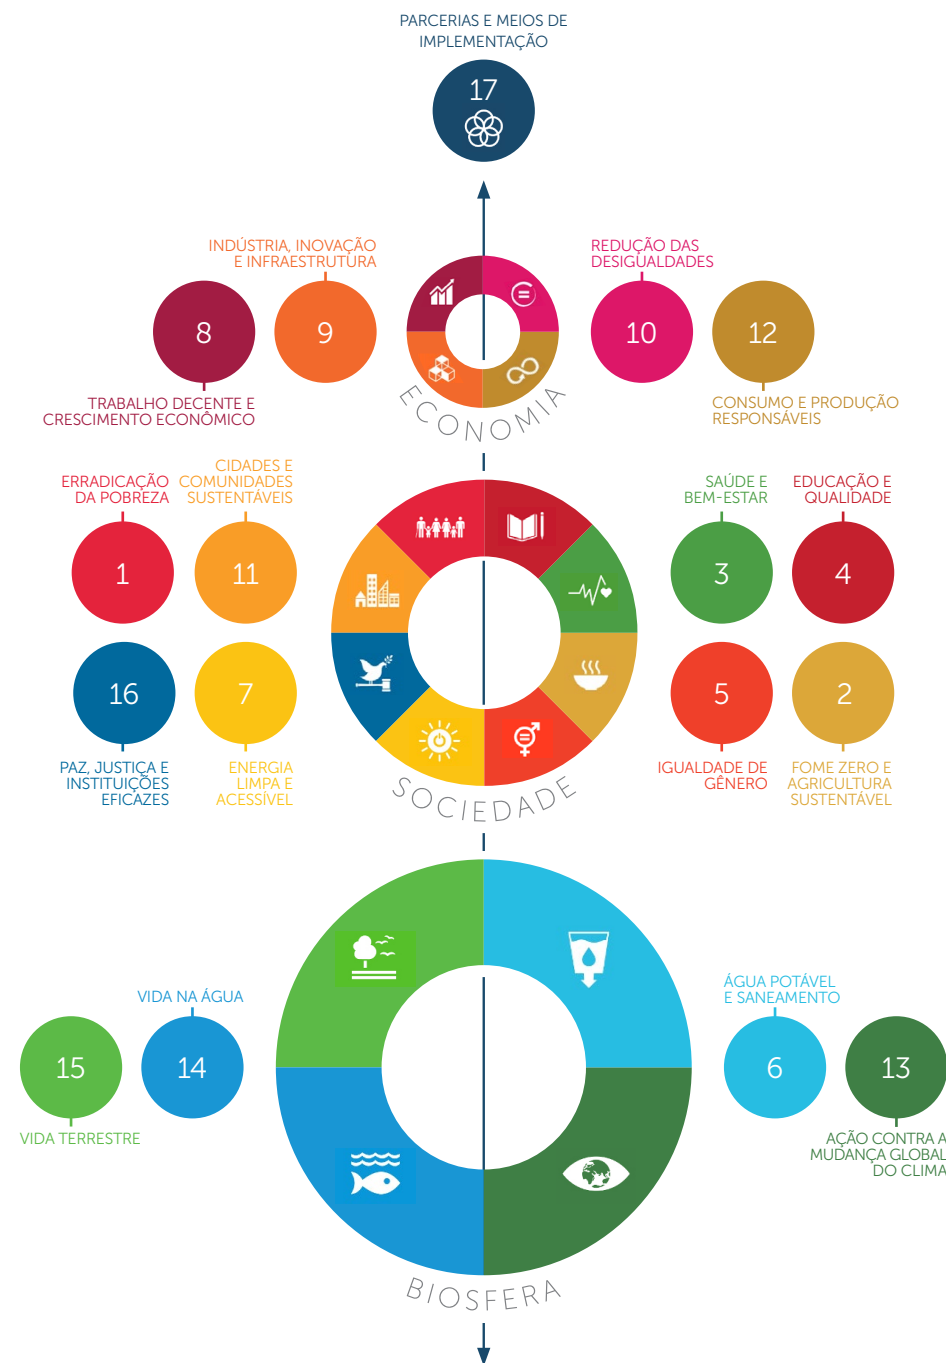 PARCERIAS E MEIOS DE
IMPLEMENTAÇÃO
17
INDÚSTRIA, INOVAÇÃO
E INFRAESTRUTURA
REDUÇÃO DAS
DESIGUALDADES
8
9
10
12
TRABALHO DECENTE E
CRESCIMENTO ECONÔMICO
CONSUMO E PRODUÇÃO
RESPONSÁVEIS
ECONOMIA
ERRADICAÇÃO
DA POBREZA
CIDADES E
COMUNIDADES
SUSTENTÁVEIS
SAÚDE E
BEM-ESTAR
EDUCAÇÃO E
QUALIDADE
1
11
3
4
16
7
5
2
PAZ, JUSTIÇA E
INSTITUIÇÕES
EFICAZES
ENERGIA
LIMPA E
ACESSÍVEL
IGUALDADE DE
GÊNERO
FOME ZERO E
AGRICULTURA
SUSTENTÁVEL
SOCIEDADE
VIDA NA ÁGUA
ÁGUA POTÁVEL
E SANEAMENTO
15
14
6
13
VIDA TERRESTRE
AÇÃO CONTRA A
MUDANÇA GLOBAL
DO CLIMA
BIOSFERA